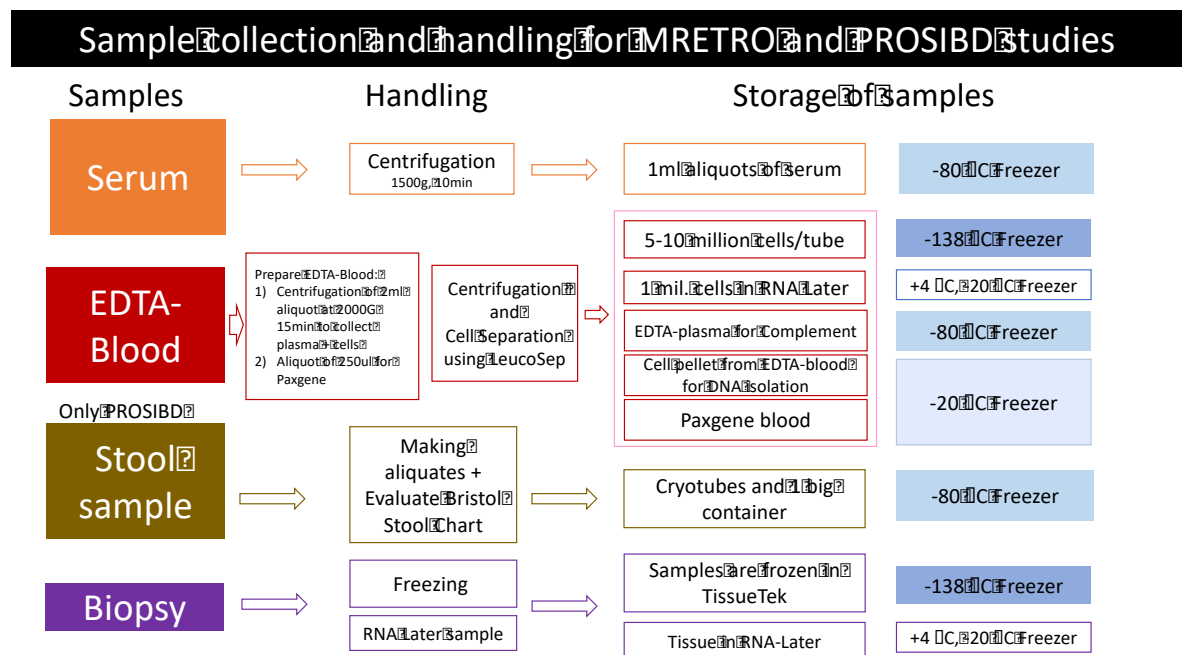 Sample collection and handling for MRETRO and PROSIBD studies
Samples
Handling
Storage of samples
Serum
Centrifugation
1500g, 10min
1ml aliquots of serum
-80 □C Freezer
EDTA-
Blood
Prepare EDTA-Blood:
1) Centrifugation of 2ml
aliquot at 2000G
15min to collect
plasma + cells
2) Aliquot of 250ul for
Paxgene
Centrifugation
and
Cell Separation
using LeucoSep
5-10 million cells/tube
-138 □C Freezer
1 mil. cells in RNA Later
+4 □C, 20 □C Freezer
EDTA-plasma for Complement
-80 □C Freezer
Cell pellet from EDTA-blood
for DNA isolation
Paxgene blood
-20 □C Freezer
Only PROSIBD
Stool
sample
Making
aliquates +
Evaluate Bristol
Stool Chart
Cryotubes and 1 big
container
-80 □C Freezer
Biopsy
Freezing
Samples are frozen in
TissueTek
-138 □C Freezer
RNA Later sample
Tissue in RNA-Later
+4 □C, 20 □C Freezer